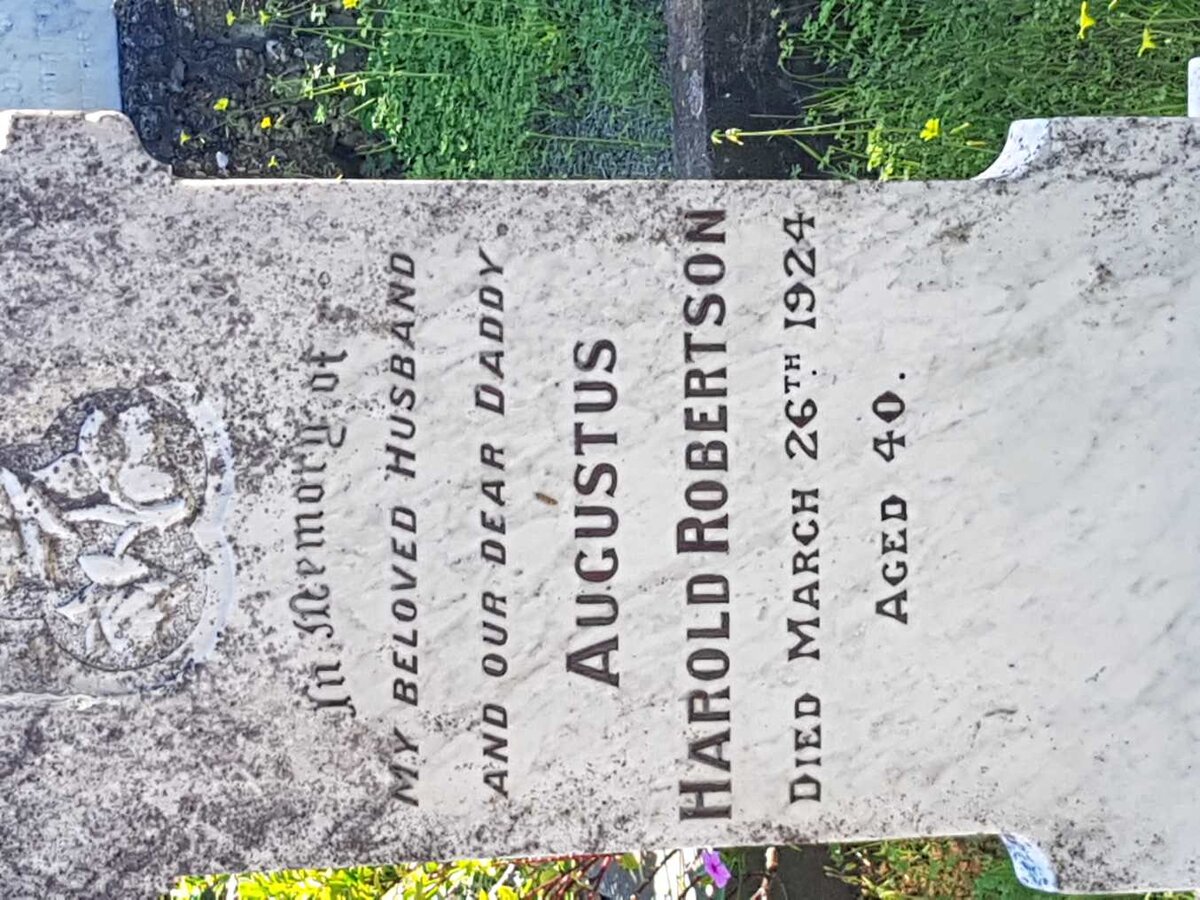 In Memory of
MY BELOVED HUSBAND
AND OUR DEAR DADDY.
AUGUSTUS
HAROLD ROBERTSON
DIED MARCH 26TH 1924
AGED 40.